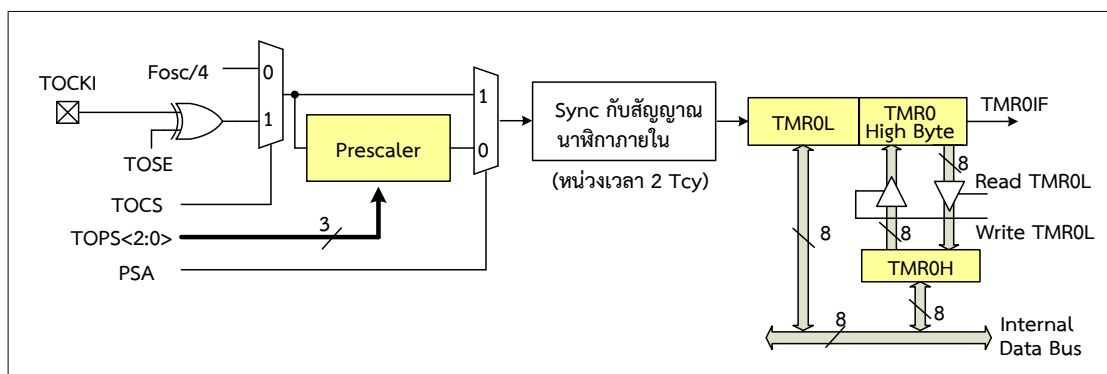 Fosc/4
TOCKI
0
1
TOSE
TOCS
TOPS<2:0>
3
PSA
Prescaler
1
0
Sync กับสัญญาณ
นาฬิกาภายใน
(หน่วงเวลา 2 Tcy)
TMR0L
TMR0
High Byte
TMR0IF
8
Read TMR0L
8
8
Write TMR0L
TMR0H
8
8
Internal
Data Bus